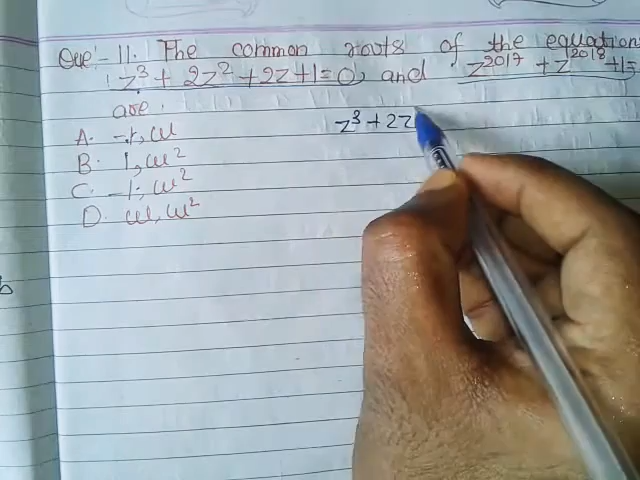 Que:- 11. The common roots of the equation
z³ + 2z² + 2z + 1 = 0, and z²⁰¹⁷ + z²⁰¹⁸ + 1 =
are.
A. -1, ω
B. 1, ω²
C. -1, ω²
D. ω, ω²
z³ + 2z